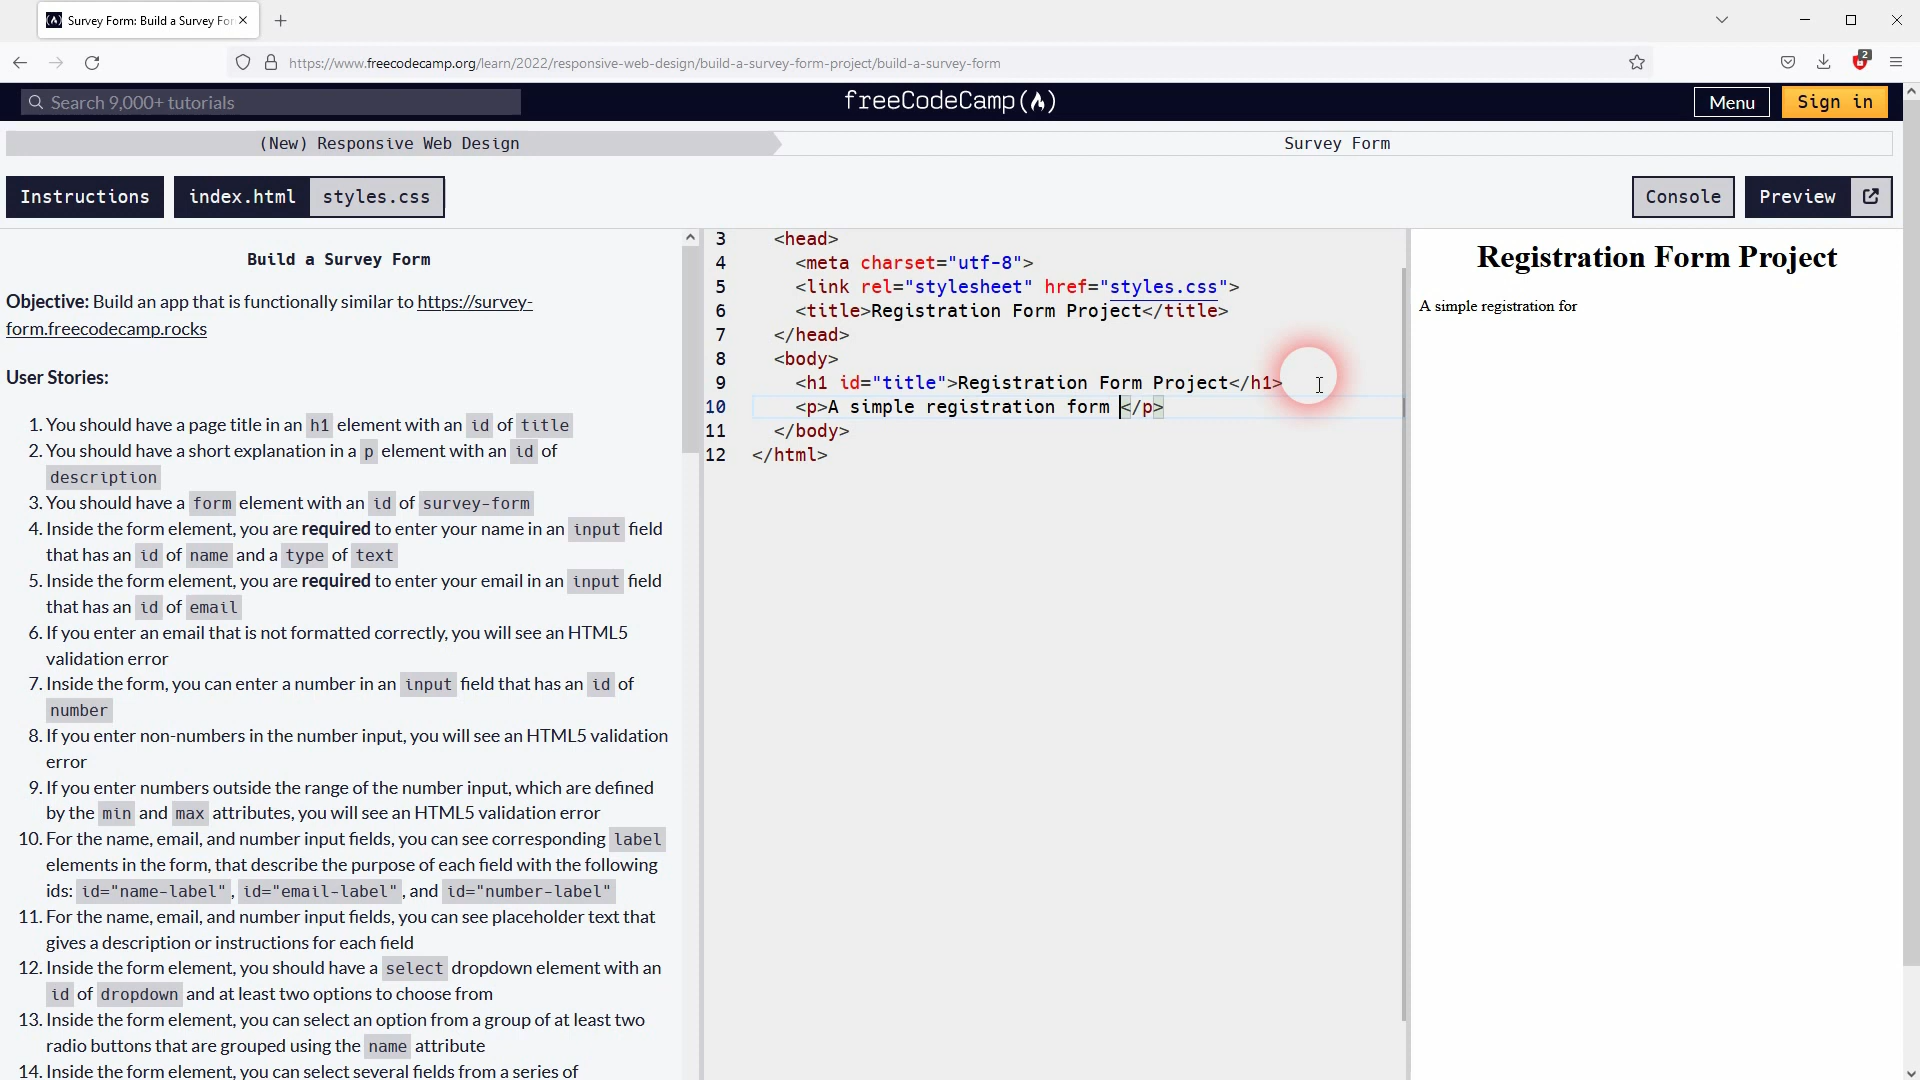 Survey Form: Build a Survey For
https://www.freecodecamp.org/learn/2022/responsive-web-design/build-a-survey-form-project/build-a-survey-form
2
Search 9,000+ tutorials
freeCodeCamp
Menu
Sign in
(New) Responsive Web Design
Survey Form
Instructions
index.html
styles.css
Console
Preview
Build a Survey Form
Objective: Build an app that is functionally similar to https://survey-
form.freecodecamp.rocks
User Stories:
1. You should have a page title in an h1 element with an id of title
2. You should have a short explanation in a p element with an id of
description
3. You should have a form element with an id of survey-form
4. Inside the form element, you are required to enter your name in an input field
that has an id of name and a type of text
5. Inside the form element, you are required to enter your email in an input field
that has an id of email
6. If you enter an email that is not formatted correctly, you will see an HTML5
validation error
7. Inside the form, you can enter a number in an input field that has an id of
number
8. If you enter non-numbers in the number input, you will see an HTML5 validation
error
9. If you enter numbers outside the range of the number input, which are defined
by the min and max attributes, you will see an HTML5 validation error
10. For the name, email, and number input fields, you can see corresponding label
elements in the form, that describe the purpose of each field with the following
ids: id="name-label", id="email-label", and id="number-label"
11. For the name, email, and number input fields, you can see placeholder text that
gives a description or instructions for each field
12. Inside the form element, you should have a select dropdown element with an
id of dropdown and at least two options to choose from
13. Inside the form element, you can select an option from a group of at least two
radio buttons that are grouped using the name attribute
14. Inside the form element, you can select several fields from a series of
3 <head>
4 <meta charset="utf-8">
5 <link rel="stylesheet" href="styles.css">
6 <title>Registration Form Project</title>
7 </head>
8 <body>
9 <h1 id="title">Registration Form Project</h1>
10 <p>A simple registration form </p>
11 </body>
12 </html>
Registration Form Project
A simple registration for